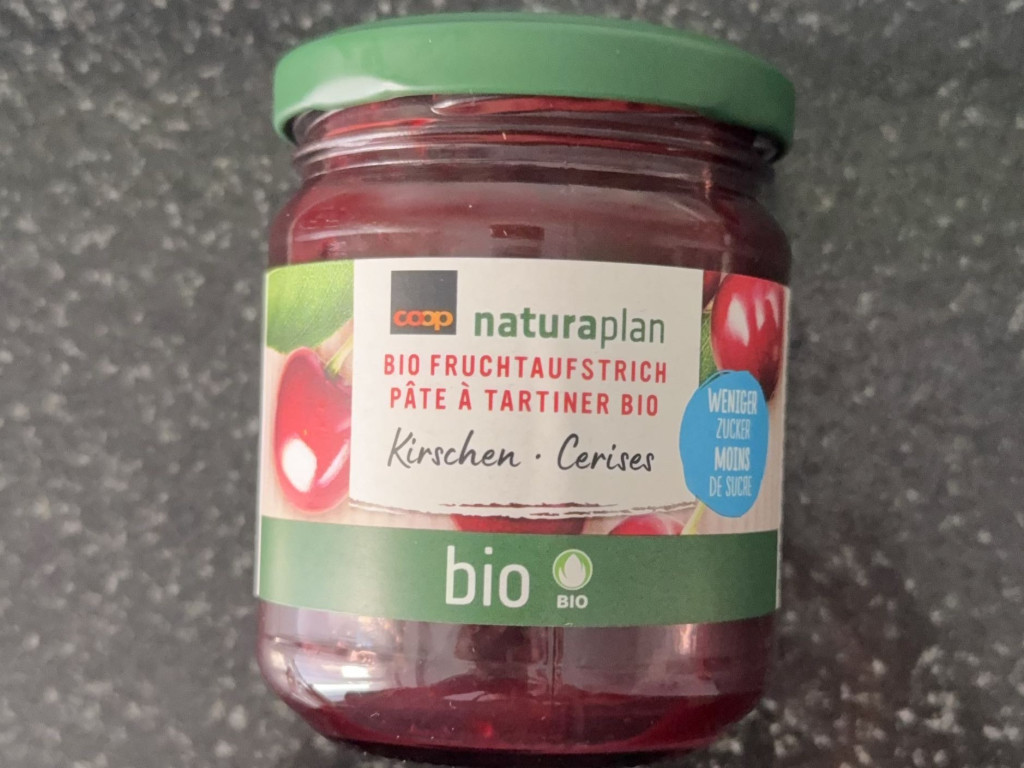 coop
naturaplan
BIO FRUCHTAUFSTRICH
PÂTE À TARTINER BIO
Kirschen · Cerises
WENIGER
ZUCKER
MOINS
DE SUCRE
bio
BIO